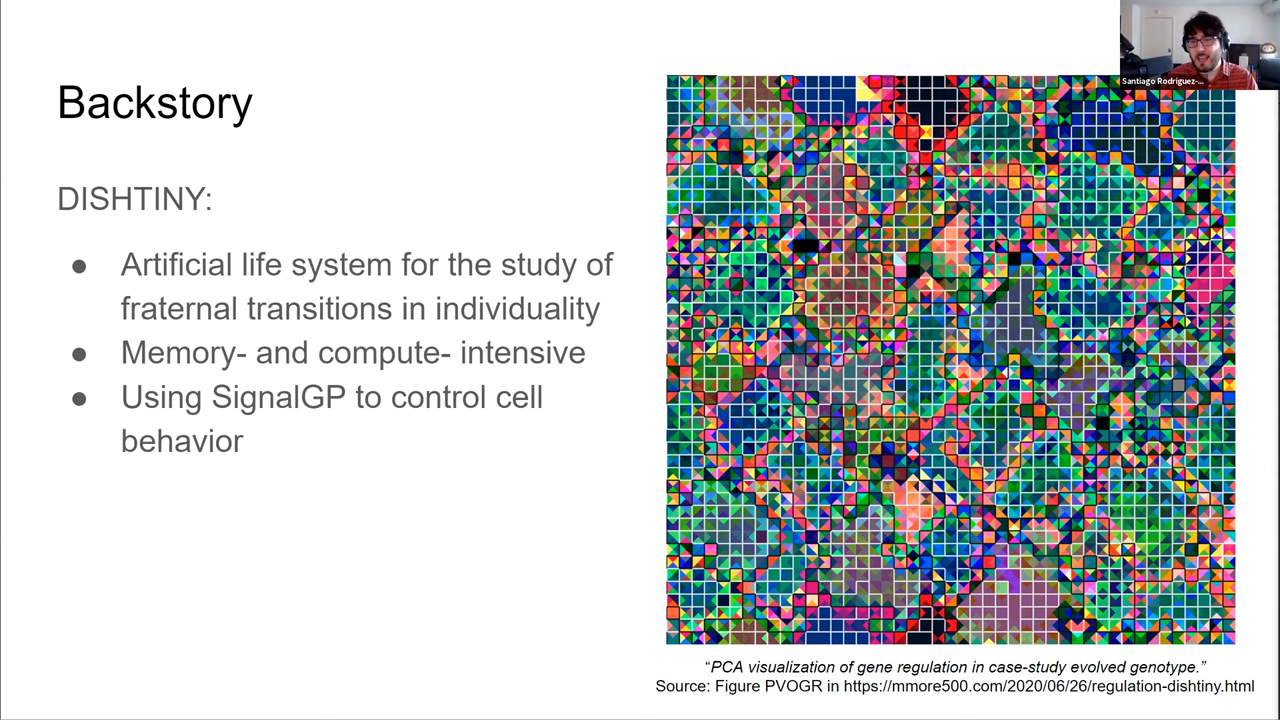 Santiago Rodriguez-...
Backstory
DISHTINY:
● Artificial life system for the study of
fraternal transitions in individuality
● Memory- and compute- intensive
● Using SignalGP to control cell
behavior
“PCA visualization of gene regulation in case-study evolved genotype.”
Source: Figure PVOGR in https://mmore500.com/2020/06/26/regulation-dishtiny.html